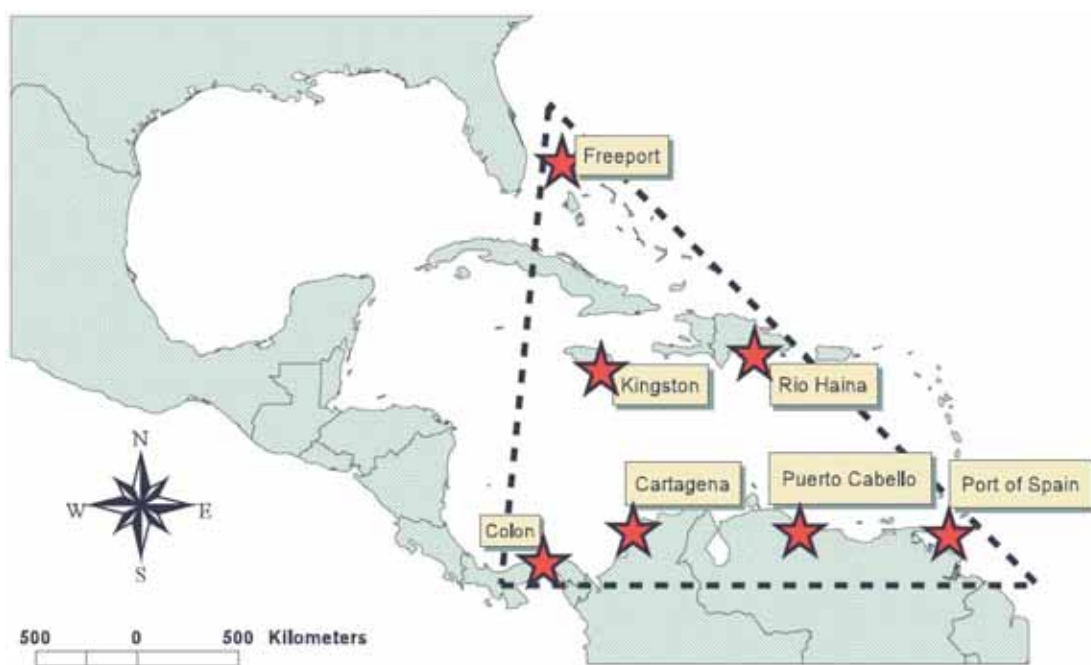 Freeport
Kingston
Rio Haina
Cartagena
Puerto Cabello
Port of Spain
Colon
N
W E
S
500 0 500 Kilometers